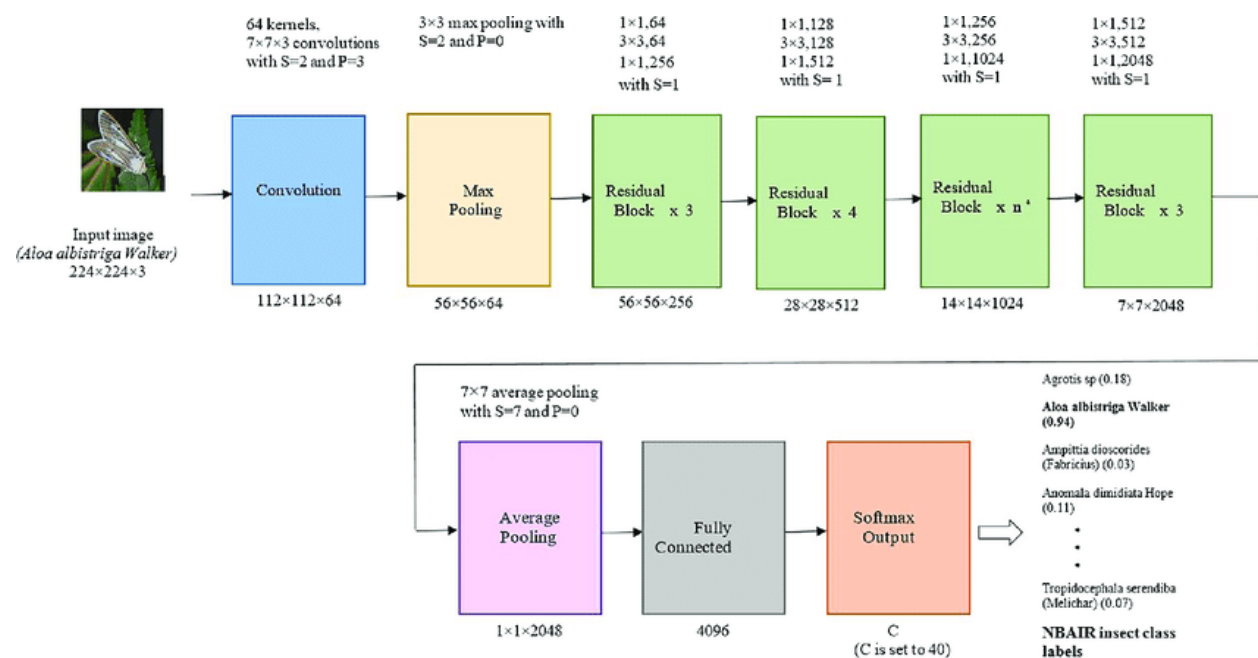 64 kernels,
7×7×3 convolutions
with S=2 and P=3
3×3 max pooling with
S=2 and P=0
1×1,64
3×3,64
1×1,256
with S=1
1×1,128
3×3,128
1×1,512
with S= 1
1×1,256
3×3,256
1×1,1024
with S=1
1×1,512
3×3,512
1×1,2048
with S=1
Input image
(Aloa albistriga Walker)
224×224×3
Convolution
112×112×64
Max
Pooling
56×56×64
Residual
Block x 3
56×56×256
Residual
Block x 4
28×28×512
Residual
Block x n
14×14×1024
Residual
Block x 3
7×7×2048
7×7 average pooling
with S=7 and P=0
Average
Pooling
1×1×2048
Fully
Connected
4096
Softmax
Output
C
(C is set to 40)
Agrotis sp (0.18)
Aloa albistriga Walker
(0.94)
Ampittia dioscorides
(Fabricius) (0.03)
Anomala dimidiata Hope
(0.11)
Tropidocephala serendiba
(Melichar) (0.07)
NBAIR insect class
labels